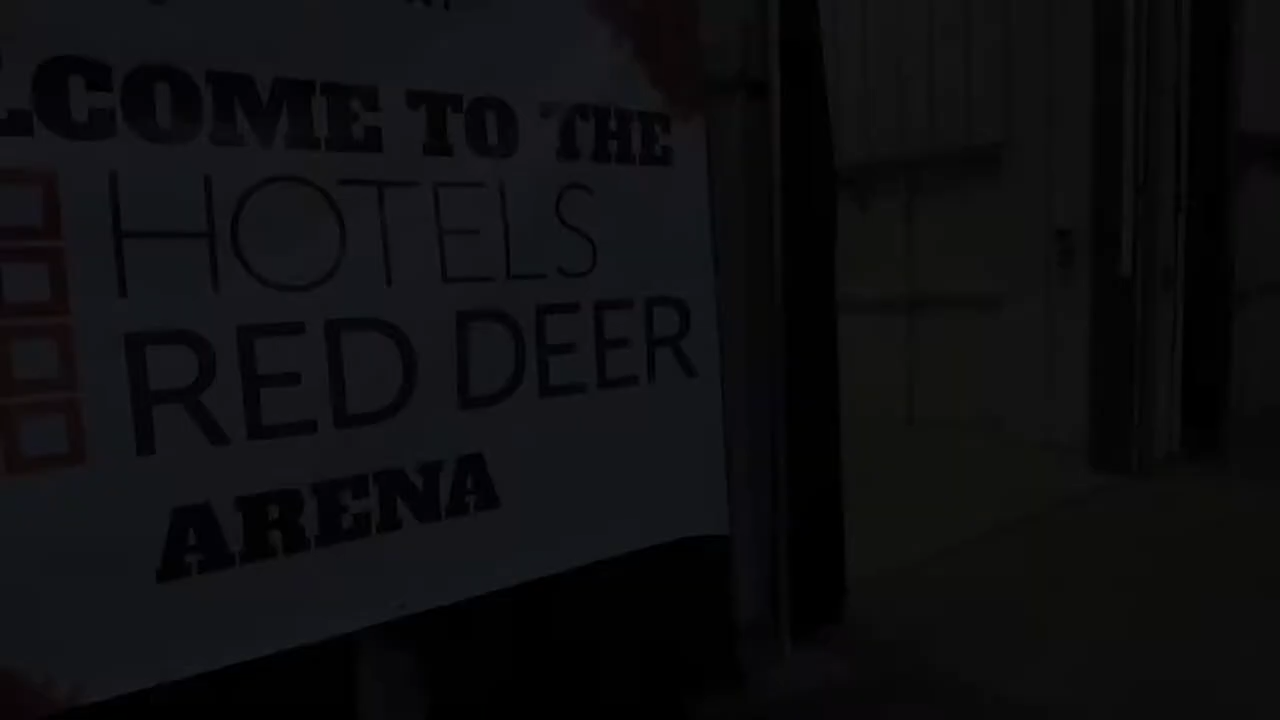 LCOME TO THE
HOTELS
RED DEER
ARENA